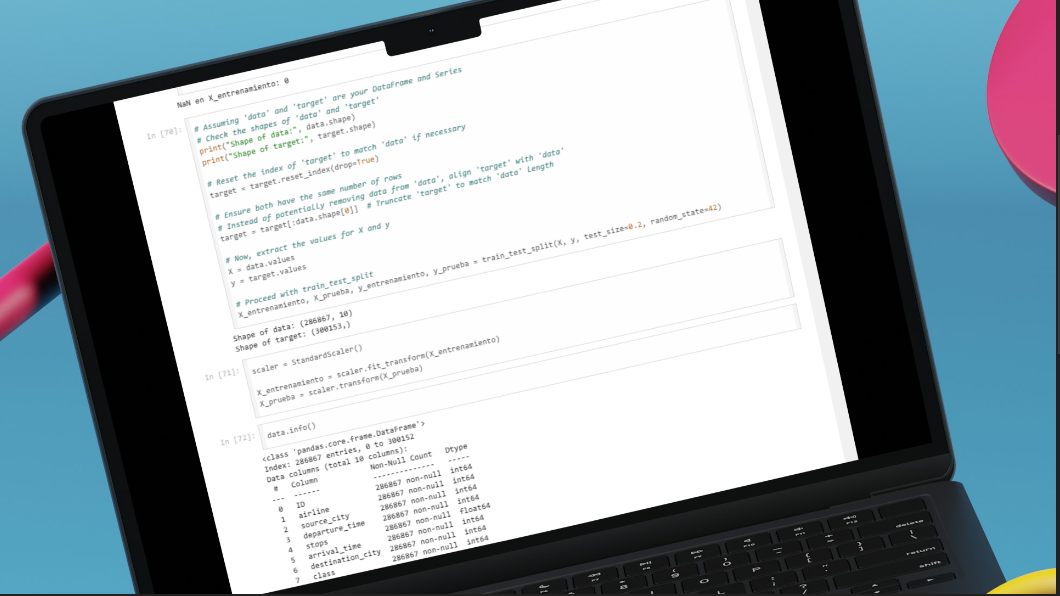 NaN en X_entrenamiento: 0
In [70]:
# Assuming 'data' and 'target' are your DataFrame and Series
# Check the shapes of 'data' and 'target'
print("Shape of data:", data.shape)
print("Shape of target:", target.shape)
# Reset the index of 'target' to match 'data' if necessary
target = target.reset_index(drop=True)
# Ensure both have the same number of rows
# Instead of potentially removing data from 'data', align 'target' with 'data'
target = target[:data.shape[0]]  # Truncate 'target' to match 'data' length
# Now, extract the values for X and y
X = data.values
y = target.values
# Proceed with train_test_split
X_entrenamiento, X_prueba, y_entrenamiento, y_prueba = train_test_split(X, y, test_size=0.2, random_state=42)
Shape of data: (286867, 10)
Shape of target: (300153,)
In [71]:
scaler = StandardScaler()
X_entrenamiento = scaler.fit_transform(X_entrenamiento)
X_prueba = scaler.transform(X_prueba)
In [72]:
data.info()
<class 'pandas.core.frame.DataFrame'>
Index: 286867 entries, 0 to 300152
Data columns (total 10 columns):
 #   Column            Non-Null Count   Dtype
---  ------            --------------   -----
 0   ID                286867 non-null  int64
 1   airline           286867 non-null  int64
 2   source_city       286867 non-null  int64
 3   departure_time    286867 non-null  int64
 4   stops             286867 non-null  float64
 5   arrival_time      286867 non-null  int64
 6   destination_city  286867 non-null  int64
 7   class             286867 non-null  int64
delete
return
shift